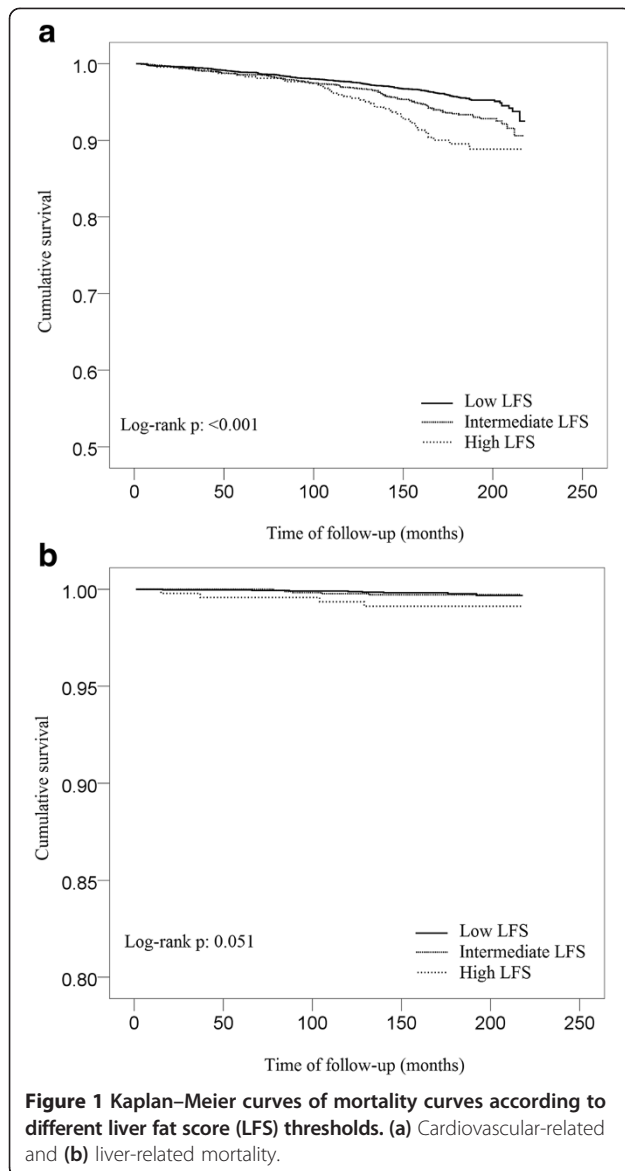 a
1.0
0.9
0.8
0.7
0.6
0.5
Cumulative survival
Log-rank p: <0.001
Low LFS
Intermediate LFS
High LFS
0 50 100 150 200 250
Time of follow-up (months)
b
1.00
0.95
0.90
0.85
0.80
Cumulative survival
Log-rank p: 0.051
Low LFS
Intermediate LFS
High LFS
0 50 100 150 200 250
Time of follow-up (months)
Figure 1 Kaplan–Meier curves of mortality curves according to
different liver fat score (LFS) thresholds. (a) Cardiovascular-related
and (b) liver-related mortality.